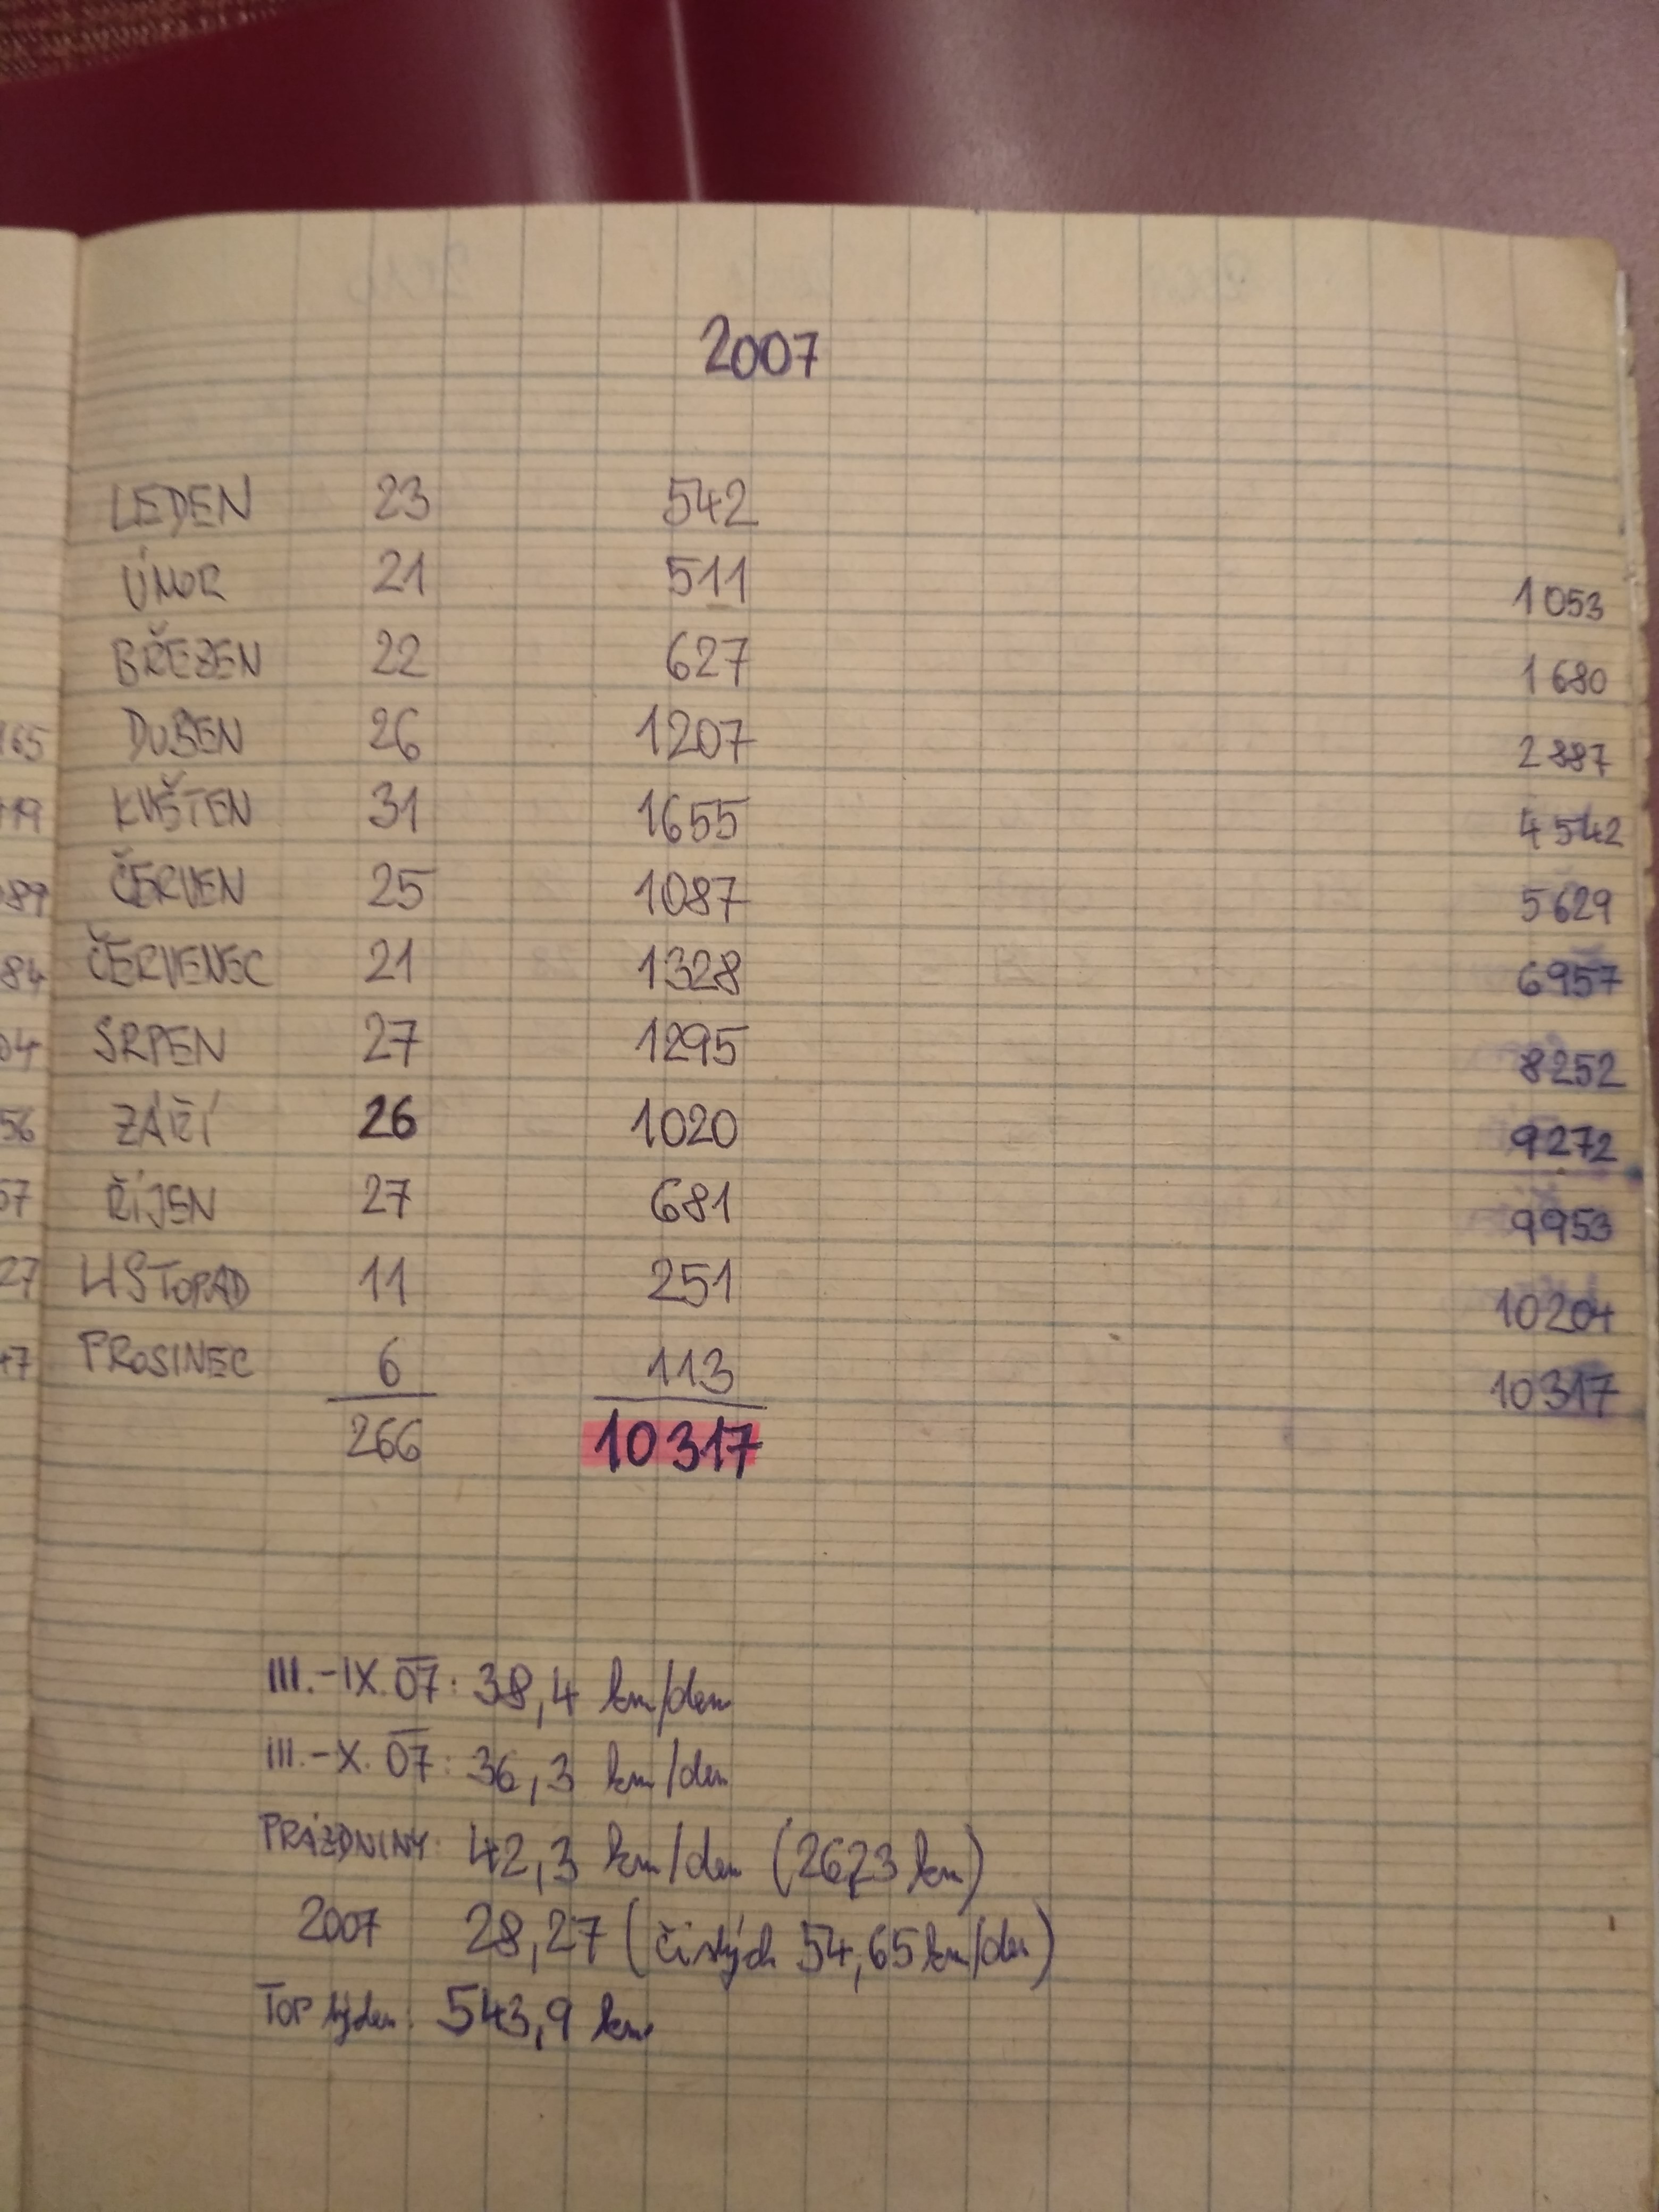 2007
LEDEN 23 542
ÚNOR 21 511 1053
BŘEZEN 22 627 1680
165 DUBEN 26 1207 2887
119 KVĚTEN 31 1655 4542
89 ČERVEN 25 1087 5629
84 ČERVENEC 21 1328 6957
04 SRPEN 27 1295 8252
56 ZÁŘÍ 26 1020 9272
57 ŘÍJEN 27 681 9953
27 LISTOPAD 11 251 10204
47 PROSINEC 6 113 10317
266 10317
III.-IX. 07: 38,4 km/den
III.-X. 07: 36,3 km/den
PRÁZDNINY: 42,3 km/den (2623 km)
2007 28,27 (čistých 54,65 km/den)
TOP týden: 543,9 km